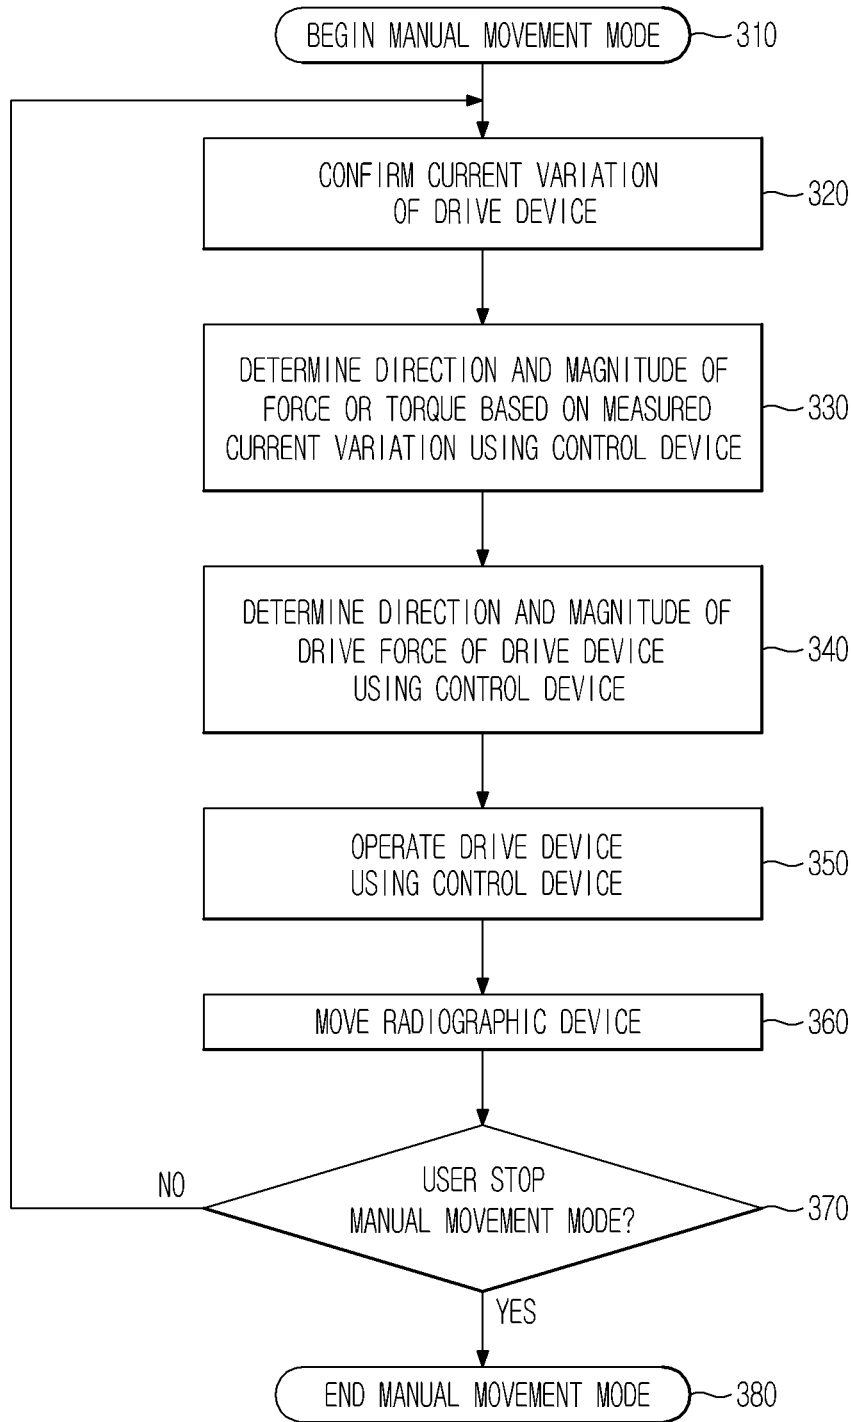 BEGIN MANUAL MOVEMENT MODE
310
CONFIRM CURRENT VARIATION
OF DRIVE DEVICE
320
DETERMINE DIRECTION AND MAGNITUDE OF
FORCE OR TORQUE BASED ON MEASURED
CURRENT VARIATION USING CONTROL DEVICE
330
DETERMINE DIRECTION AND MAGNITUDE OF
DRIVE FORCE OF DRIVE DEVICE
USING CONTROL DEVICE
340
OPERATE DRIVE DEVICE
USING CONTROL DEVICE
350
MOVE RADIOGRAPHIC DEVICE
360
NO
USER STOP
MANUAL MOVEMENT MODE?
370
YES
END MANUAL MOVEMENT MODE
380